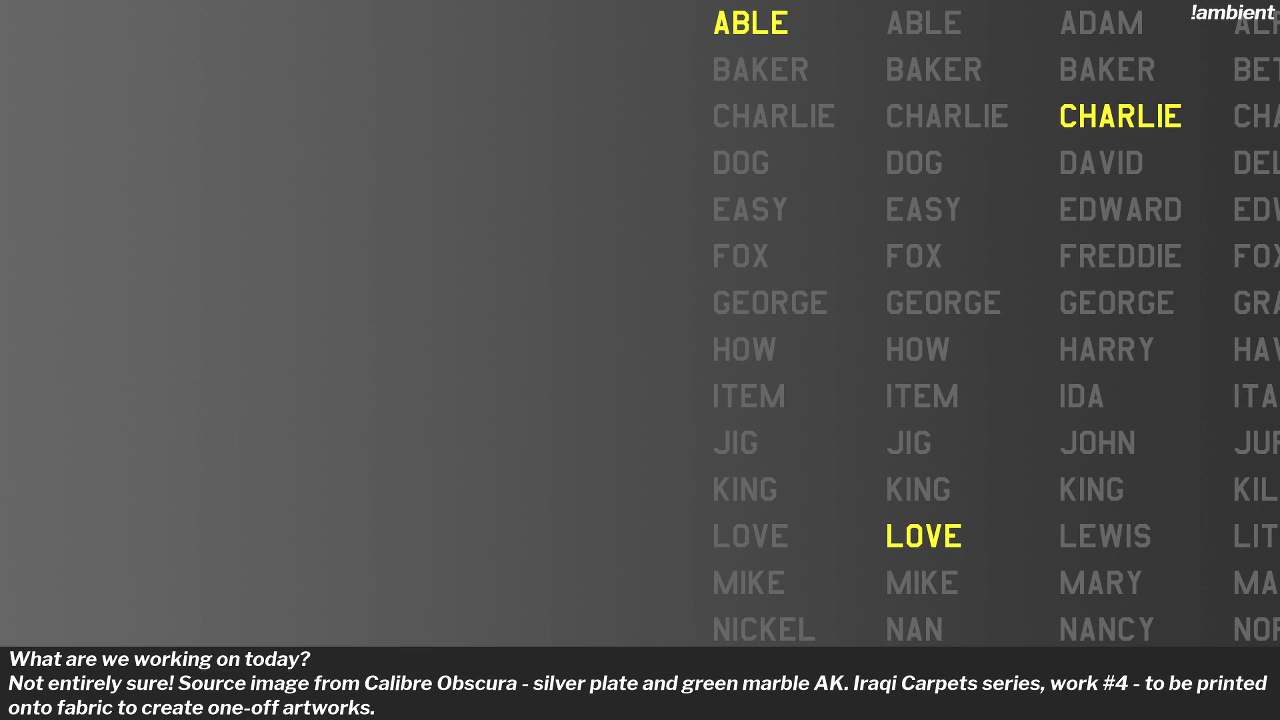 !ambient
ABLE ABLE ADAM
BAKER BAKER BAKER
CHARLIE CHARLIE CHARLIE
DOG DOG DAVID
EASY EASY EDWARD
FOX FOX FREDDIE
GEORGE GEORGE GEORGE
HOW HOW HARRY
ITEM ITEM IDA
JIG JIG JOHN
KING KING KING
LOVE LOVE LEWIS
MIKE MIKE MARY
NICKEL NAN NANCY
What are we working on today?
Not entirely sure! Source image from Calibre Obscura - silver plate and green marble AK. Iraqi Carpets series, work #4 - to be printed
onto fabric to create one-off artworks.